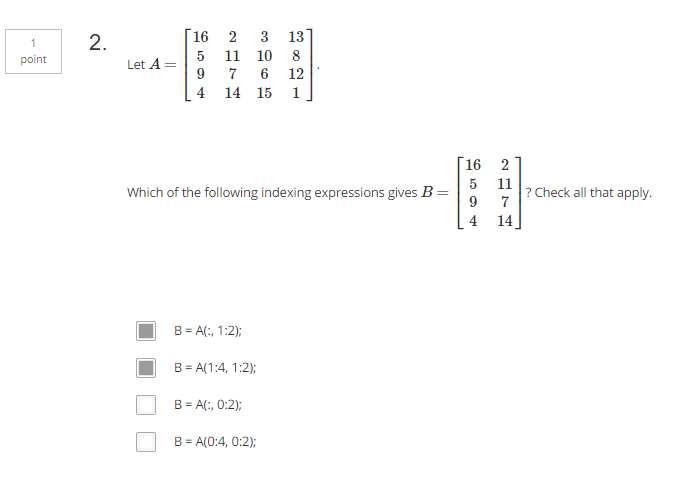 1
point
2.
Let A = [16 2 3 13
5 11 10 8
9 7 6 12
4 14 15 1].
Which of the following indexing expressions gives B = [16 2
5 11
9 7
4 14] ? Check all that apply.
B = A(:, 1:2);
B = A(1:4, 1:2);
B = A(:, 0:2);
B = A(0:4, 0:2);